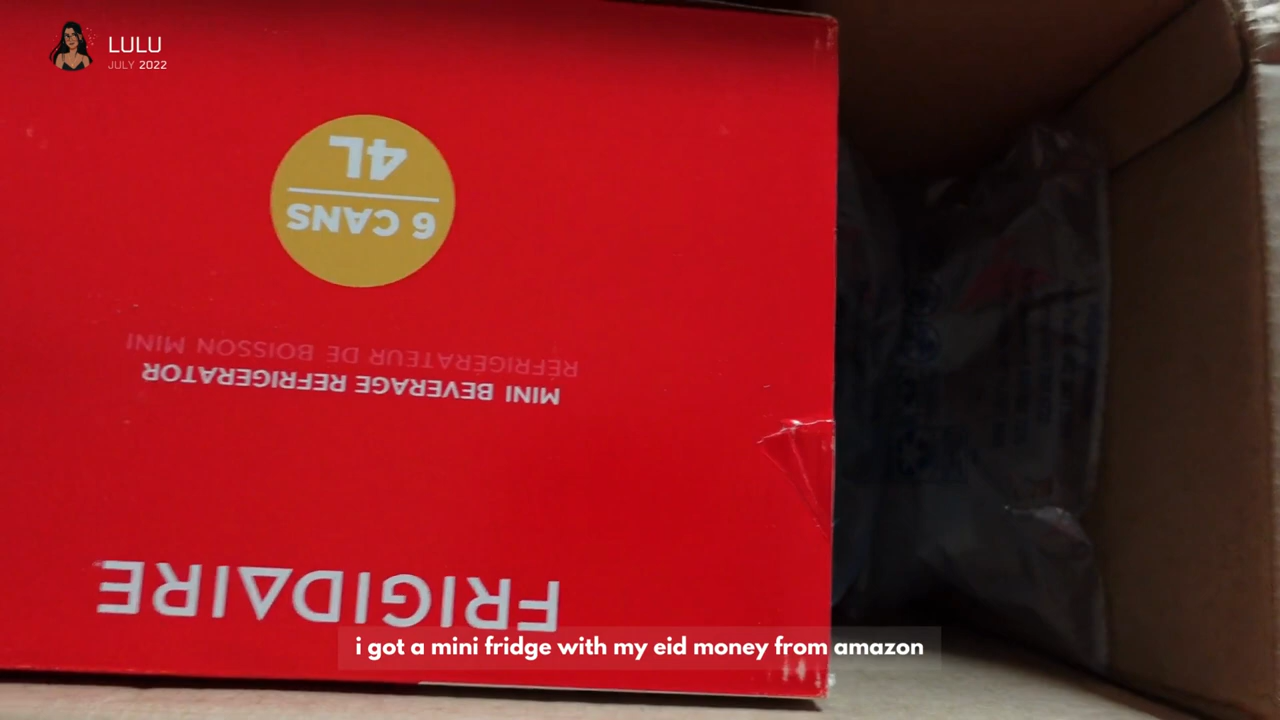 LULU
JULY 2022
FRIGIDAIRE
MINI BEVERAGE REFRIGERATOR
REFRIGERATEUR DE BOISSON MINI
6 CANS
4L
i got a mini fridge with my eid money from amazon